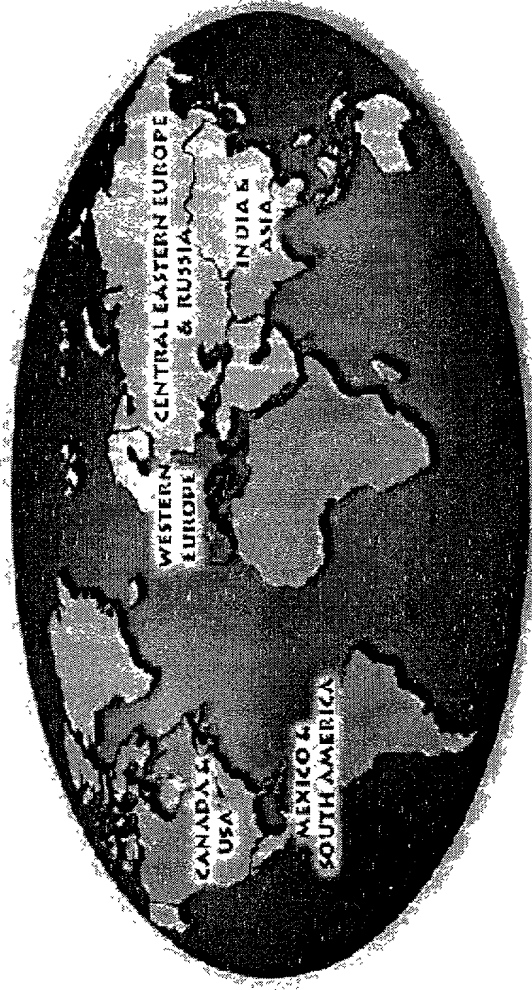 CANADA &
USA
MEXICO &
SOUTH AMERICA
WESTERN
EUROPE
CENTRAL EASTERN EUROPE
& RUSSIA
INDIA &
ASIA